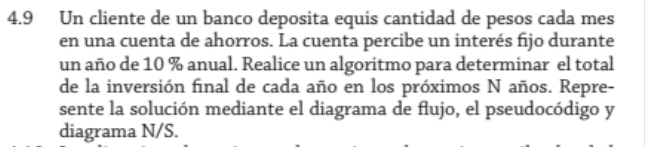 4.9 Un cliente de un banco deposita equis cantidad de pesos cada mes
en una cuenta de ahorros. La cuenta percibe un interés fijo durante
un año de 10 % anual. Realice un algoritmo para determinar el total
de la inversión final de cada año en los próximos N años. Repre-
sente la solución mediante el diagrama de flujo, el pseudocódigo y
diagrama N/S.